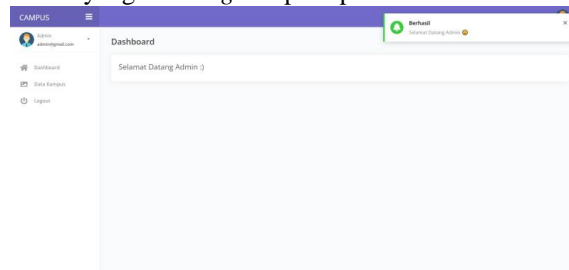 CAMPUS
Berhasil
Selamat Datang Admin
Admin
admin@gmail.com
Dashboard
Selamat Datang Admin :)
Dashboard
Data Kampus
Logout